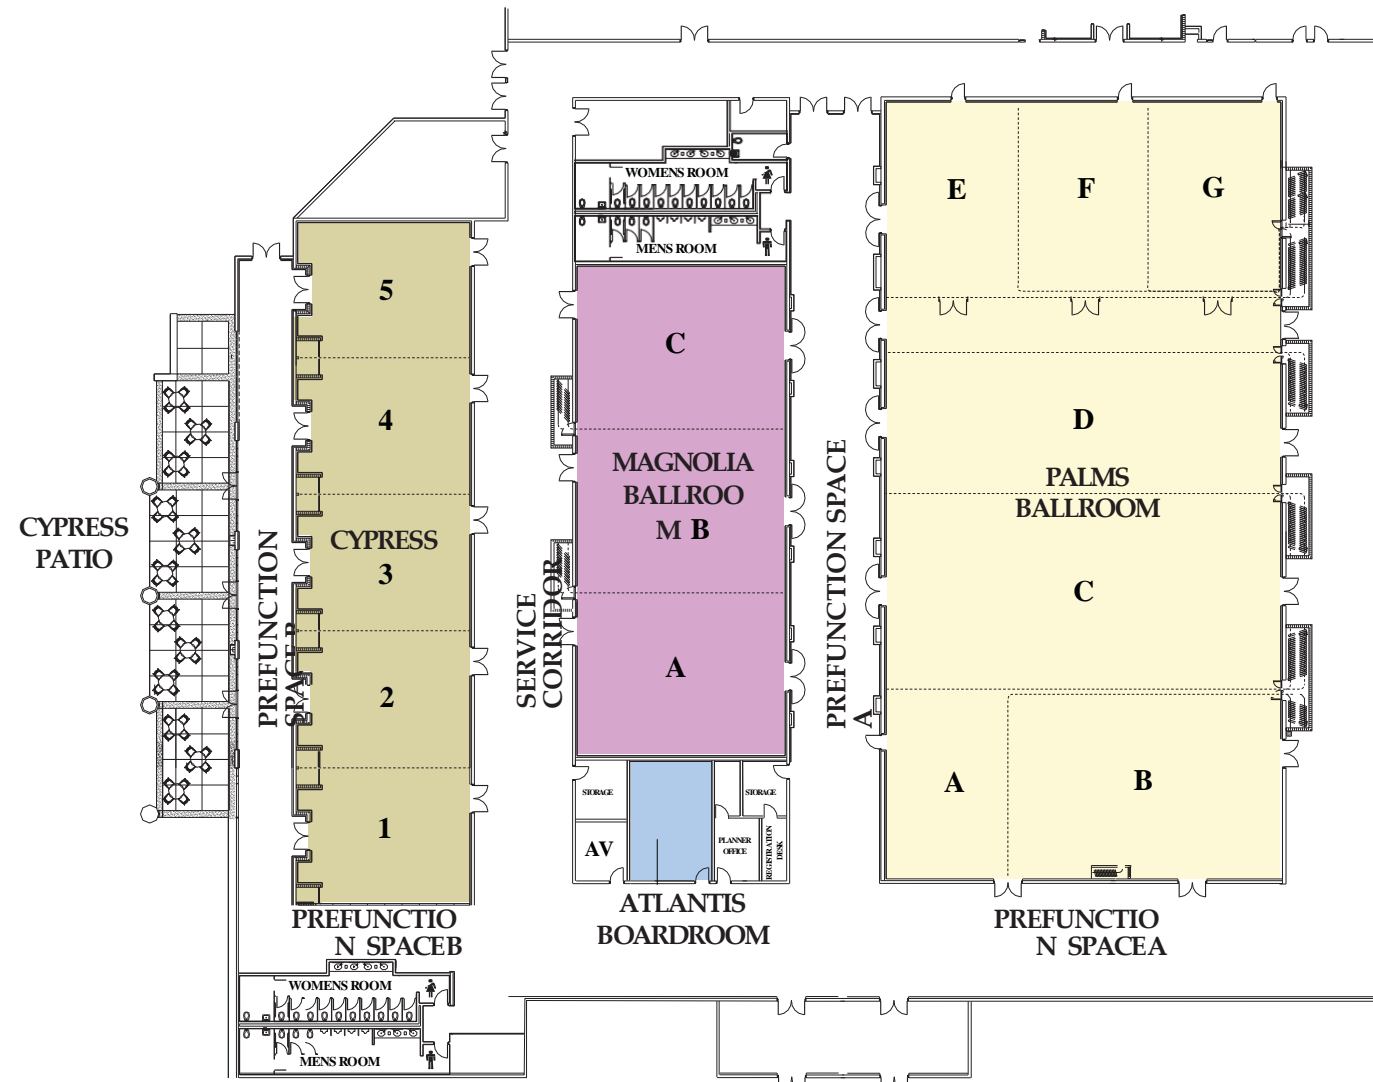 WOMENS ROOM
MENS ROOM
E
F
G
5
4
CYPRESS
3
2
1
C
MAGNOLIA
BALLROO
M B
A
D
PALMS
BALLROOM
C
A
B
CYPRESS
PATIO
PREFUNCTION
SPACE B
SERVICE
CORRIDOR
PREFUNCTION SPACE
A
STORAGE
STORAGE
AV
PLANNER
OFFICE
REGISTRATION
DESK
ATLANTIS
BOARDROOM
PREFUNCTIO
N SPACEB
PREFUNCTIO
N SPACEA
WOMENS ROOM
MENS ROOM